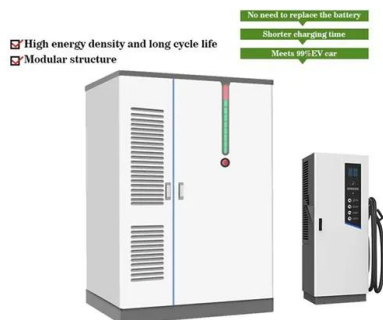 No need to replace the battery
Shorter charging time
Meets 99%EV car
High energy density and long cycle life
Modular structure